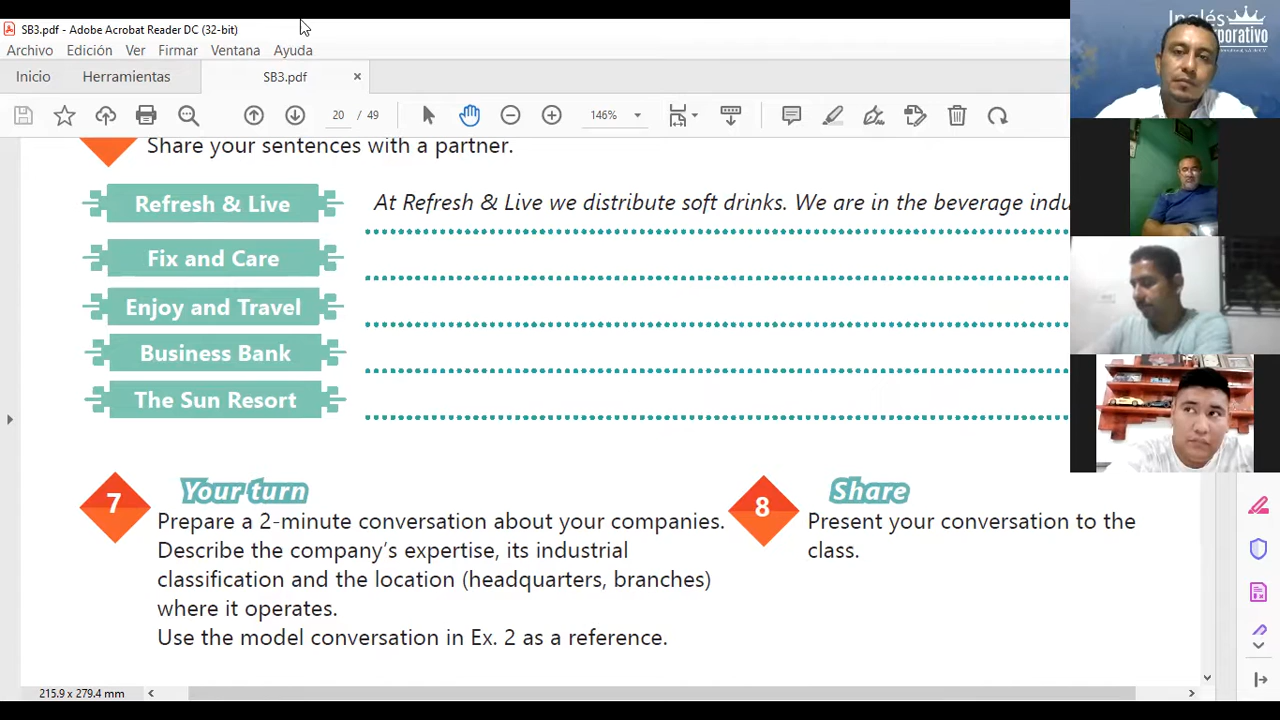 SB3.pdf - Adobe Acrobat Reader DC (32-bit)
Archivo Edición Ver Firmar Ventana Ayuda
Inicio Herramientas SB3.pdf ×
20 / 49 146%
Share your sentences with a partner.
Refresh & Live At Refresh & Live we distribute soft drinks. We are in the beverage indu
Fix and Care
Enjoy and Travel
Business Bank
The Sun Resort
7 Your turn
Prepare a 2-minute conversation about your companies.
Describe the company's expertise, its industrial
classification and the location (headquarters, branches)
where it operates.
Use the model conversation in Ex. 2 as a reference.
8 Share
Present your conversation to the
class.
215.9 x 279.4 mm
Inglés
rporativo